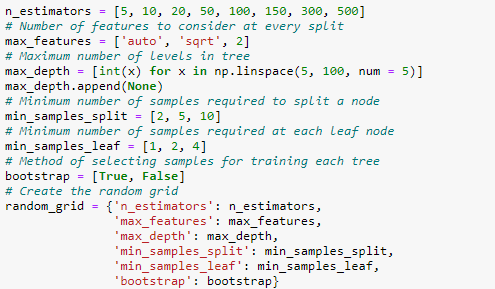 n_estimators = [5, 10, 20, 50, 100, 150, 300, 500]
# Number of features to consider at every split
max_features = ['auto', 'sqrt', 2]
# Maximum number of levels in tree
max_depth = [int(x) for x in np.linspace(5, 100, num = 5)]
max_depth.append(None)
# Minimum number of samples required to split a node
min_samples_split = [2, 5, 10]
# Minimum number of samples required at each leaf node
min_samples_leaf = [1, 2, 4]
# Method of selecting samples for training each tree
bootstrap = [True, False]
# Create the random grid
random_grid = {'n_estimators': n_estimators,
'max_features': max_features,
'max_depth': max_depth,
'min_samples_split': min_samples_split,
'min_samples_leaf': min_samples_leaf,
'bootstrap': bootstrap}